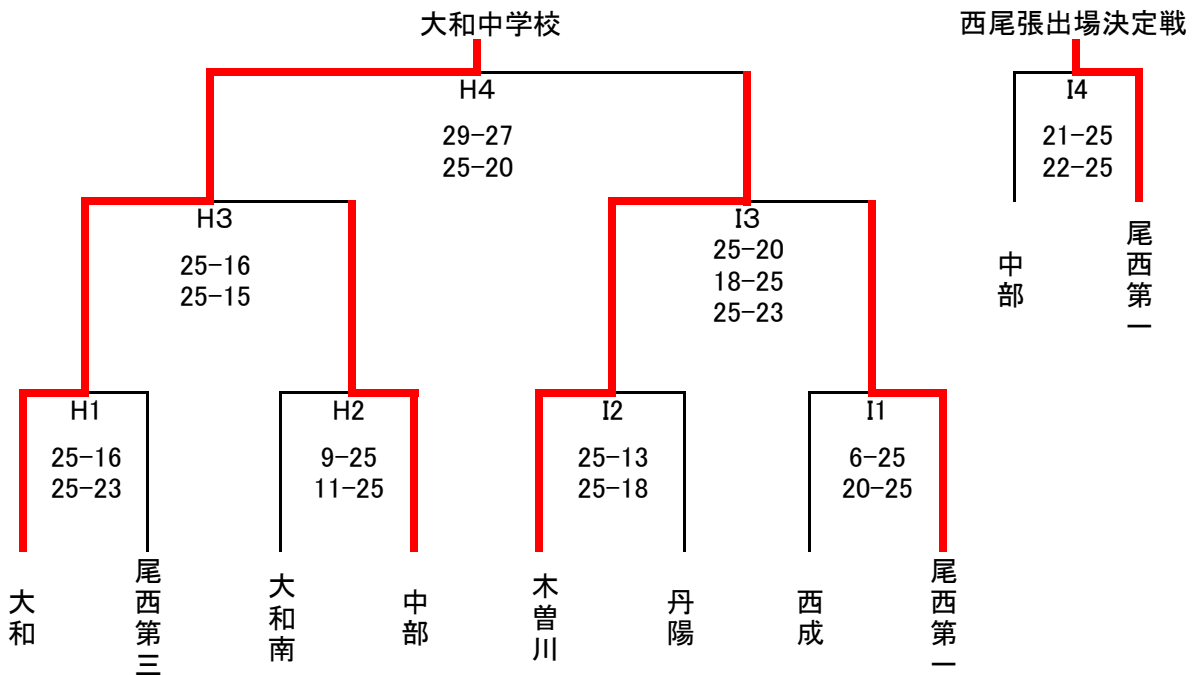 大和中学校
西尾張出場決定戦
H4
29-27
25-20
I4
21-25
22-25
中部
尾西第一
H3
25-16
25-15
I3
25-20
18-25
25-23
H1
25-16
25-23
H2
9-25
11-25
I2
25-13
25-18
I1
6-25
20-25
大和
尾西第三
大和南
中部
木曽川
丹陽
西成
尾西第一